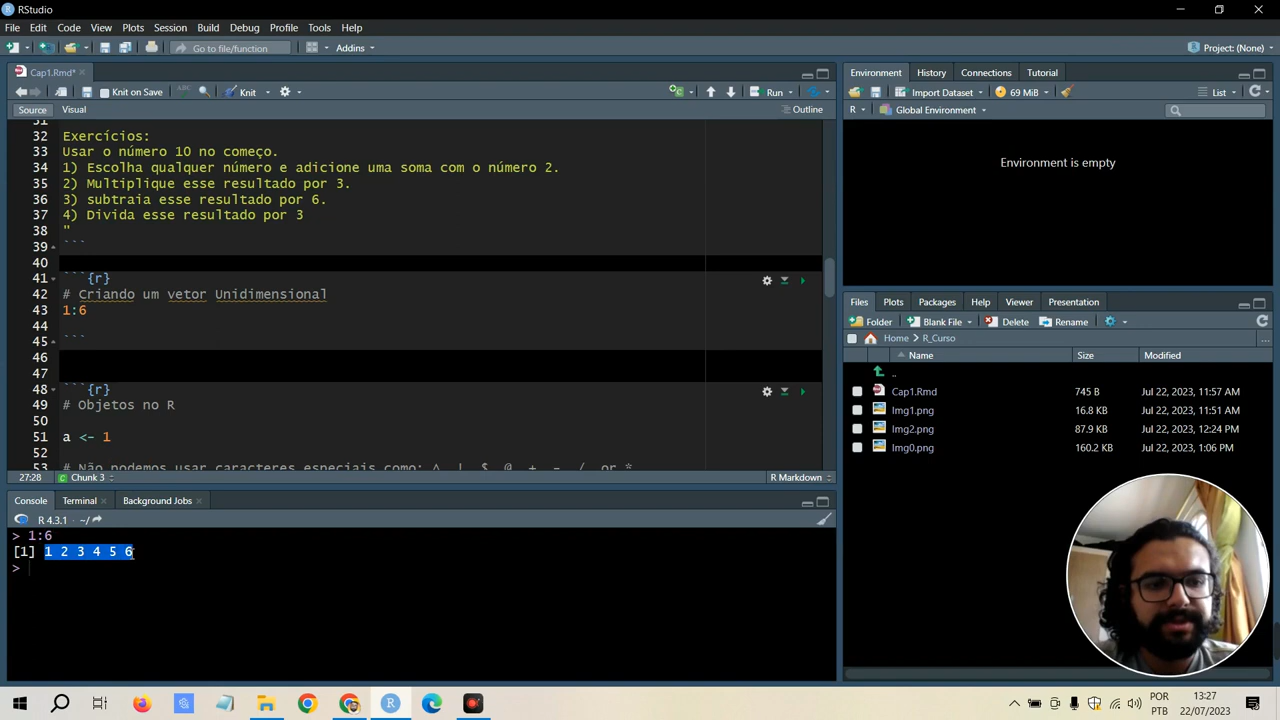 RStudio
File Edit Code View Plots Session Build Debug Profile Tools Help
Go to file/function Addins Project: (None)
Cap1.Rmd*
Knit on Save Knit Run
Source Visual Outline
31
32 Exercícios:
33 Usar o número 10 no começo.
34 1) Escolha qualquer número e adicione uma soma com o número 2.
35 2) Multiplique esse resultado por 3.
36 3) subtraia esse resultado por 6.
37 4) Divida esse resultado por 3
38 "
39 ```
40
41 ```{r}
42 # Criando um vetor Unidimensional
43 1:6
44
45 ```
46
47
48 ```{r}
49 # Objetos no R
50
51 a <- 1
52
53 # Não podemos usar caracteres especiais como: ^, !, $, @, +, -, /, or *
27:28 Chunk 3 R Markdown
Console Terminal Background Jobs
R 4.3.1 · ~/
> 1:6
[1] 1 2 3 4 5 6
>
Environment History Connections Tutorial
Import Dataset 69 MiB List
R Global Environment
Environment is empty
Files Plots Packages Help Viewer Presentation
Folder Blank File Delete Rename
Home R_Curso
Name Size Modified
..
Cap1.Rmd 745 B Jul 22, 2023, 11:57 AM
Img1.png 16.8 KB Jul 22, 2023, 11:51 AM
Img2.png 87.9 KB Jul 22, 2023, 12:24 PM
Img0.png 160.2 KB Jul 22, 2023, 1:06 PM
POR
PTB
13:27
22/07/2023